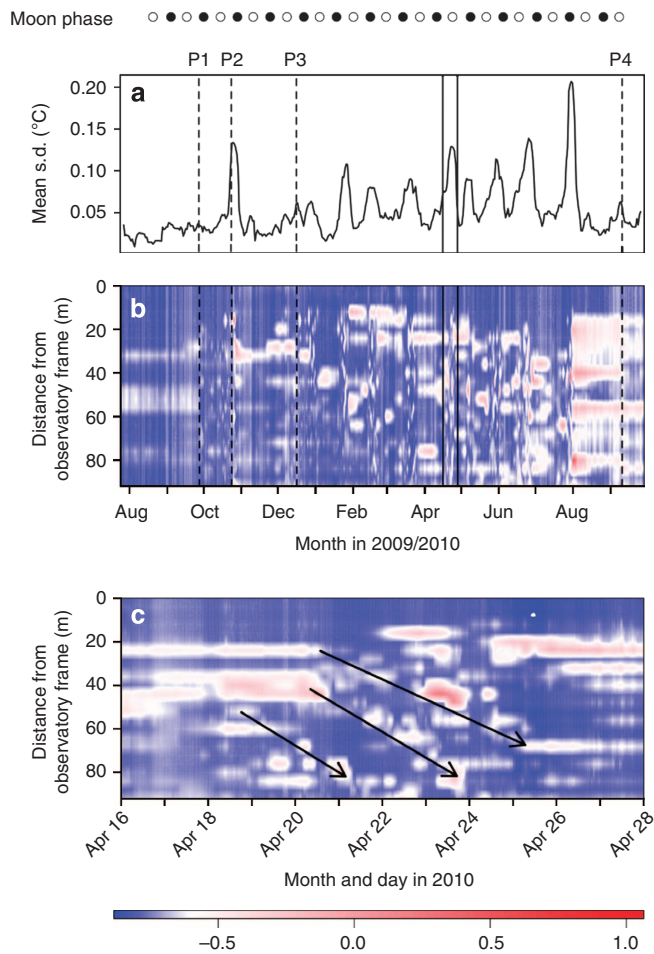 Moon phase
P1 P2 P3 P4
a
0.20
0.15
0.10
0.05
Mean s.d. (°C)
b
0
20
40
60
80
Distance from
observatory frame (m)
Aug Oct Dec Feb Apr Jun Aug
Month in 2009/2010
c
0
20
40
60
80
Distance from
observatory frame (m)
Apr 16 Apr 18 Apr 20 Apr 22 Apr 24 Apr 26 Apr 28
Month and day in 2010
−0.5 0.0 0.5 1.0